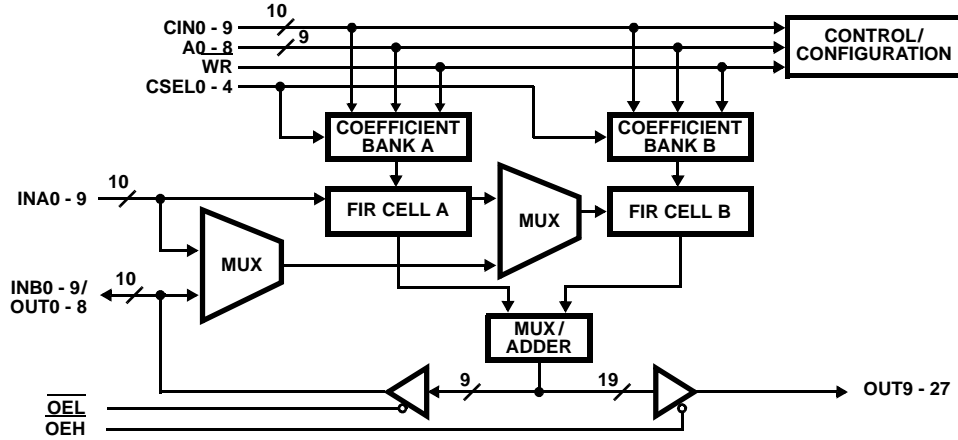 CIN0 - 9
10
A0 - 8
9
WR
CSEL0 - 4
CONTROL/
CONFIGURATION
COEFFICIENT
BANK A
COEFFICIENT
BANK B
INA0 - 9
10
FIR CELL A
MUX
FIR CELL B
MUX
INB0 - 9/
OUT0 - 8
10
MUX /
ADDER
9
19
OUT9 - 27
OEL
OEH